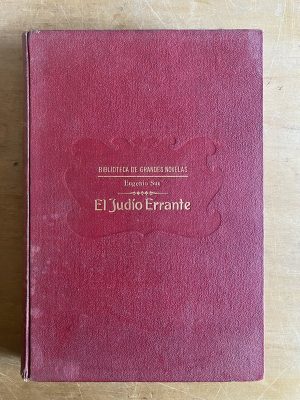 BIBLIOTECA DE GRANDES NOVELAS
Eugenio Sue
El Judío Errante